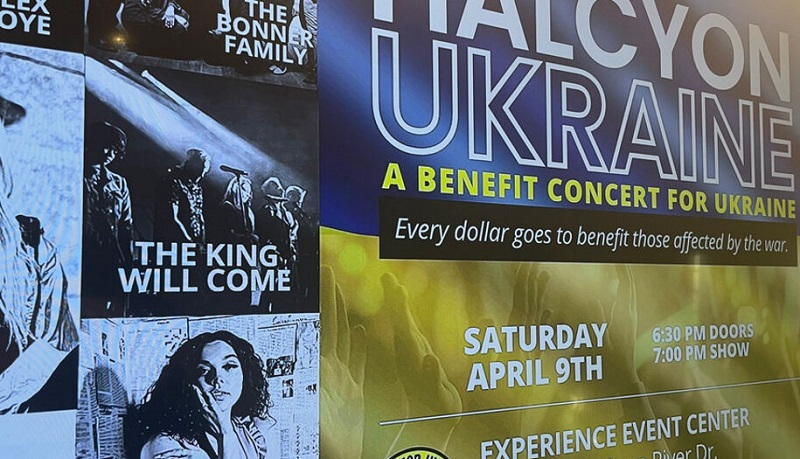 THE
BONNER
FAMILY
THE KING
WILL COME
HALCYON
UKRAINE
A BENEFIT CONCERT FOR UKRAINE
Every dollar goes to benefit those affected by the war.
SATURDAY
APRIL 9TH
6:30 PM DOORS
7:00 PM SHOW
EXPERIENCE EVENT CENTER
River Dr.